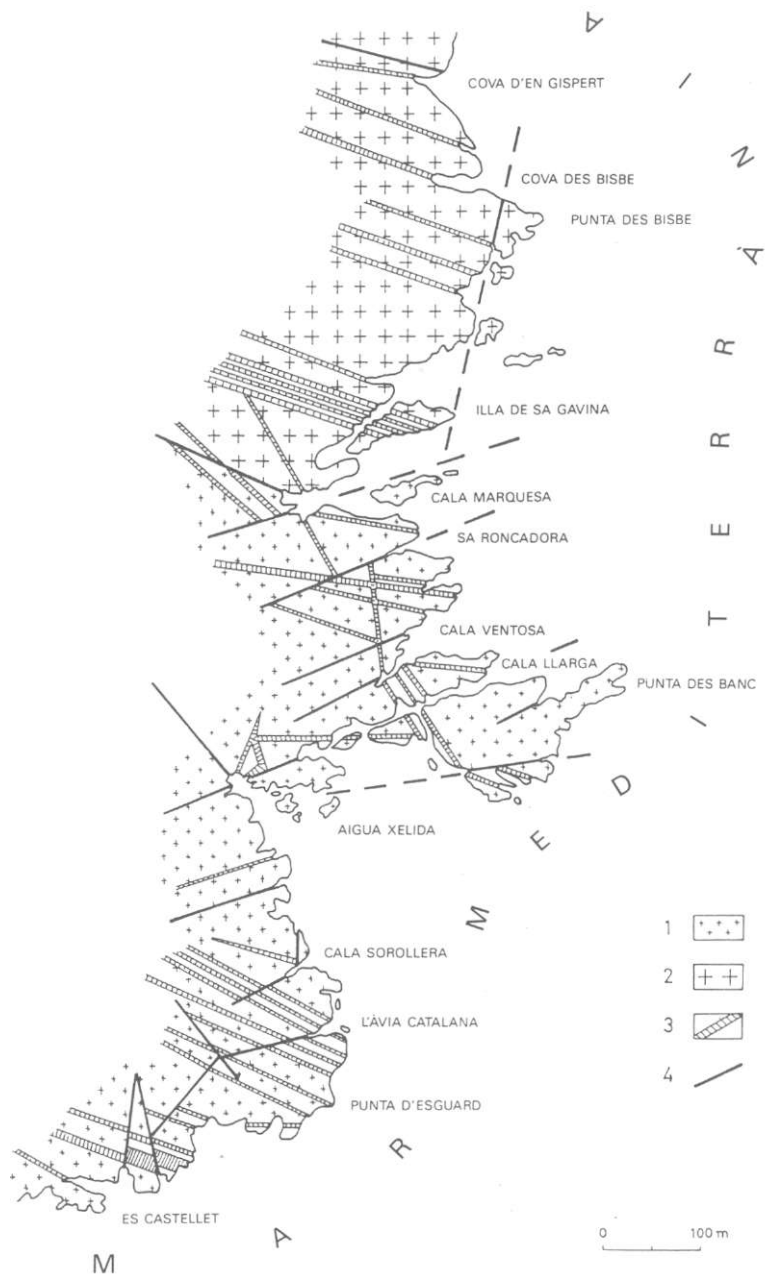 COVA D'EN GISPERT
COVA DES BISBE
PUNTA DES BISBE
ILLA DE SA GAVINA
CALA MARQUESA
SA RONCADORA
CALA VENTOSA
CALA LLARGA
PUNTA DES BANC
AIGUA XELIDA
CALA SOROLLERA
L'ÀVIA CATALANA
PUNTA D'ESGUARD
ES CASTELLET
MAR MEDITERRÀNIA
1
2
3
4
0 100 m